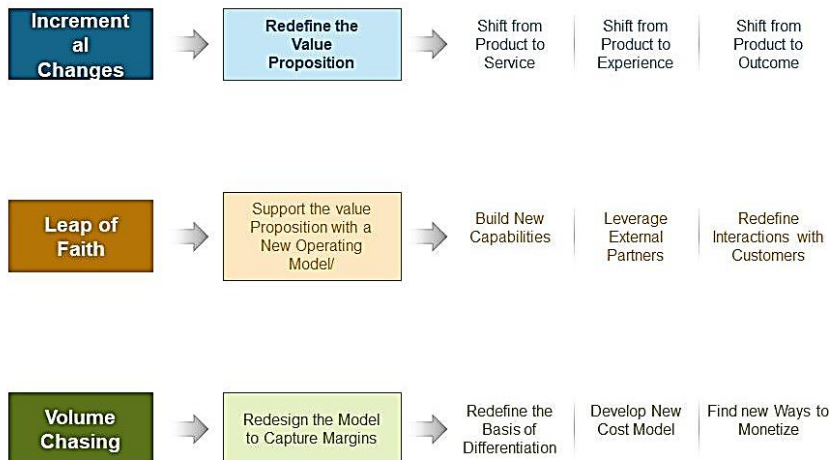 Increment
al
Changes
Redefine the
Value
Proposition
Shift from
Product to
Service
Shift from
Product to
Experience
Shift from
Product to
Outcome
Leap of
Faith
Support the value
Proposition with a
New Operating
Model/
Build New
Capabilities
Leverage
External
Partners
Redefine
Interactions with
Customers
Volume
Chasing
Redesign the Model
to Capture Margins
Redefine the
Basis of
Differentiation
Develop New
Cost Model
Find new Ways to
Monetize